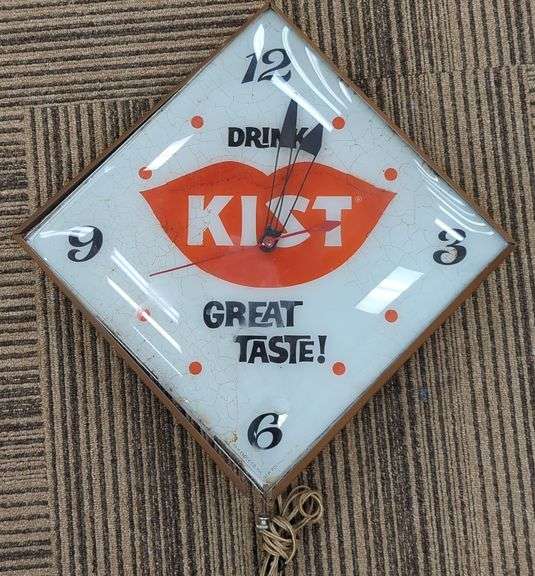 12
DRINK
KIST®
9
3
GREAT
TASTE!
6